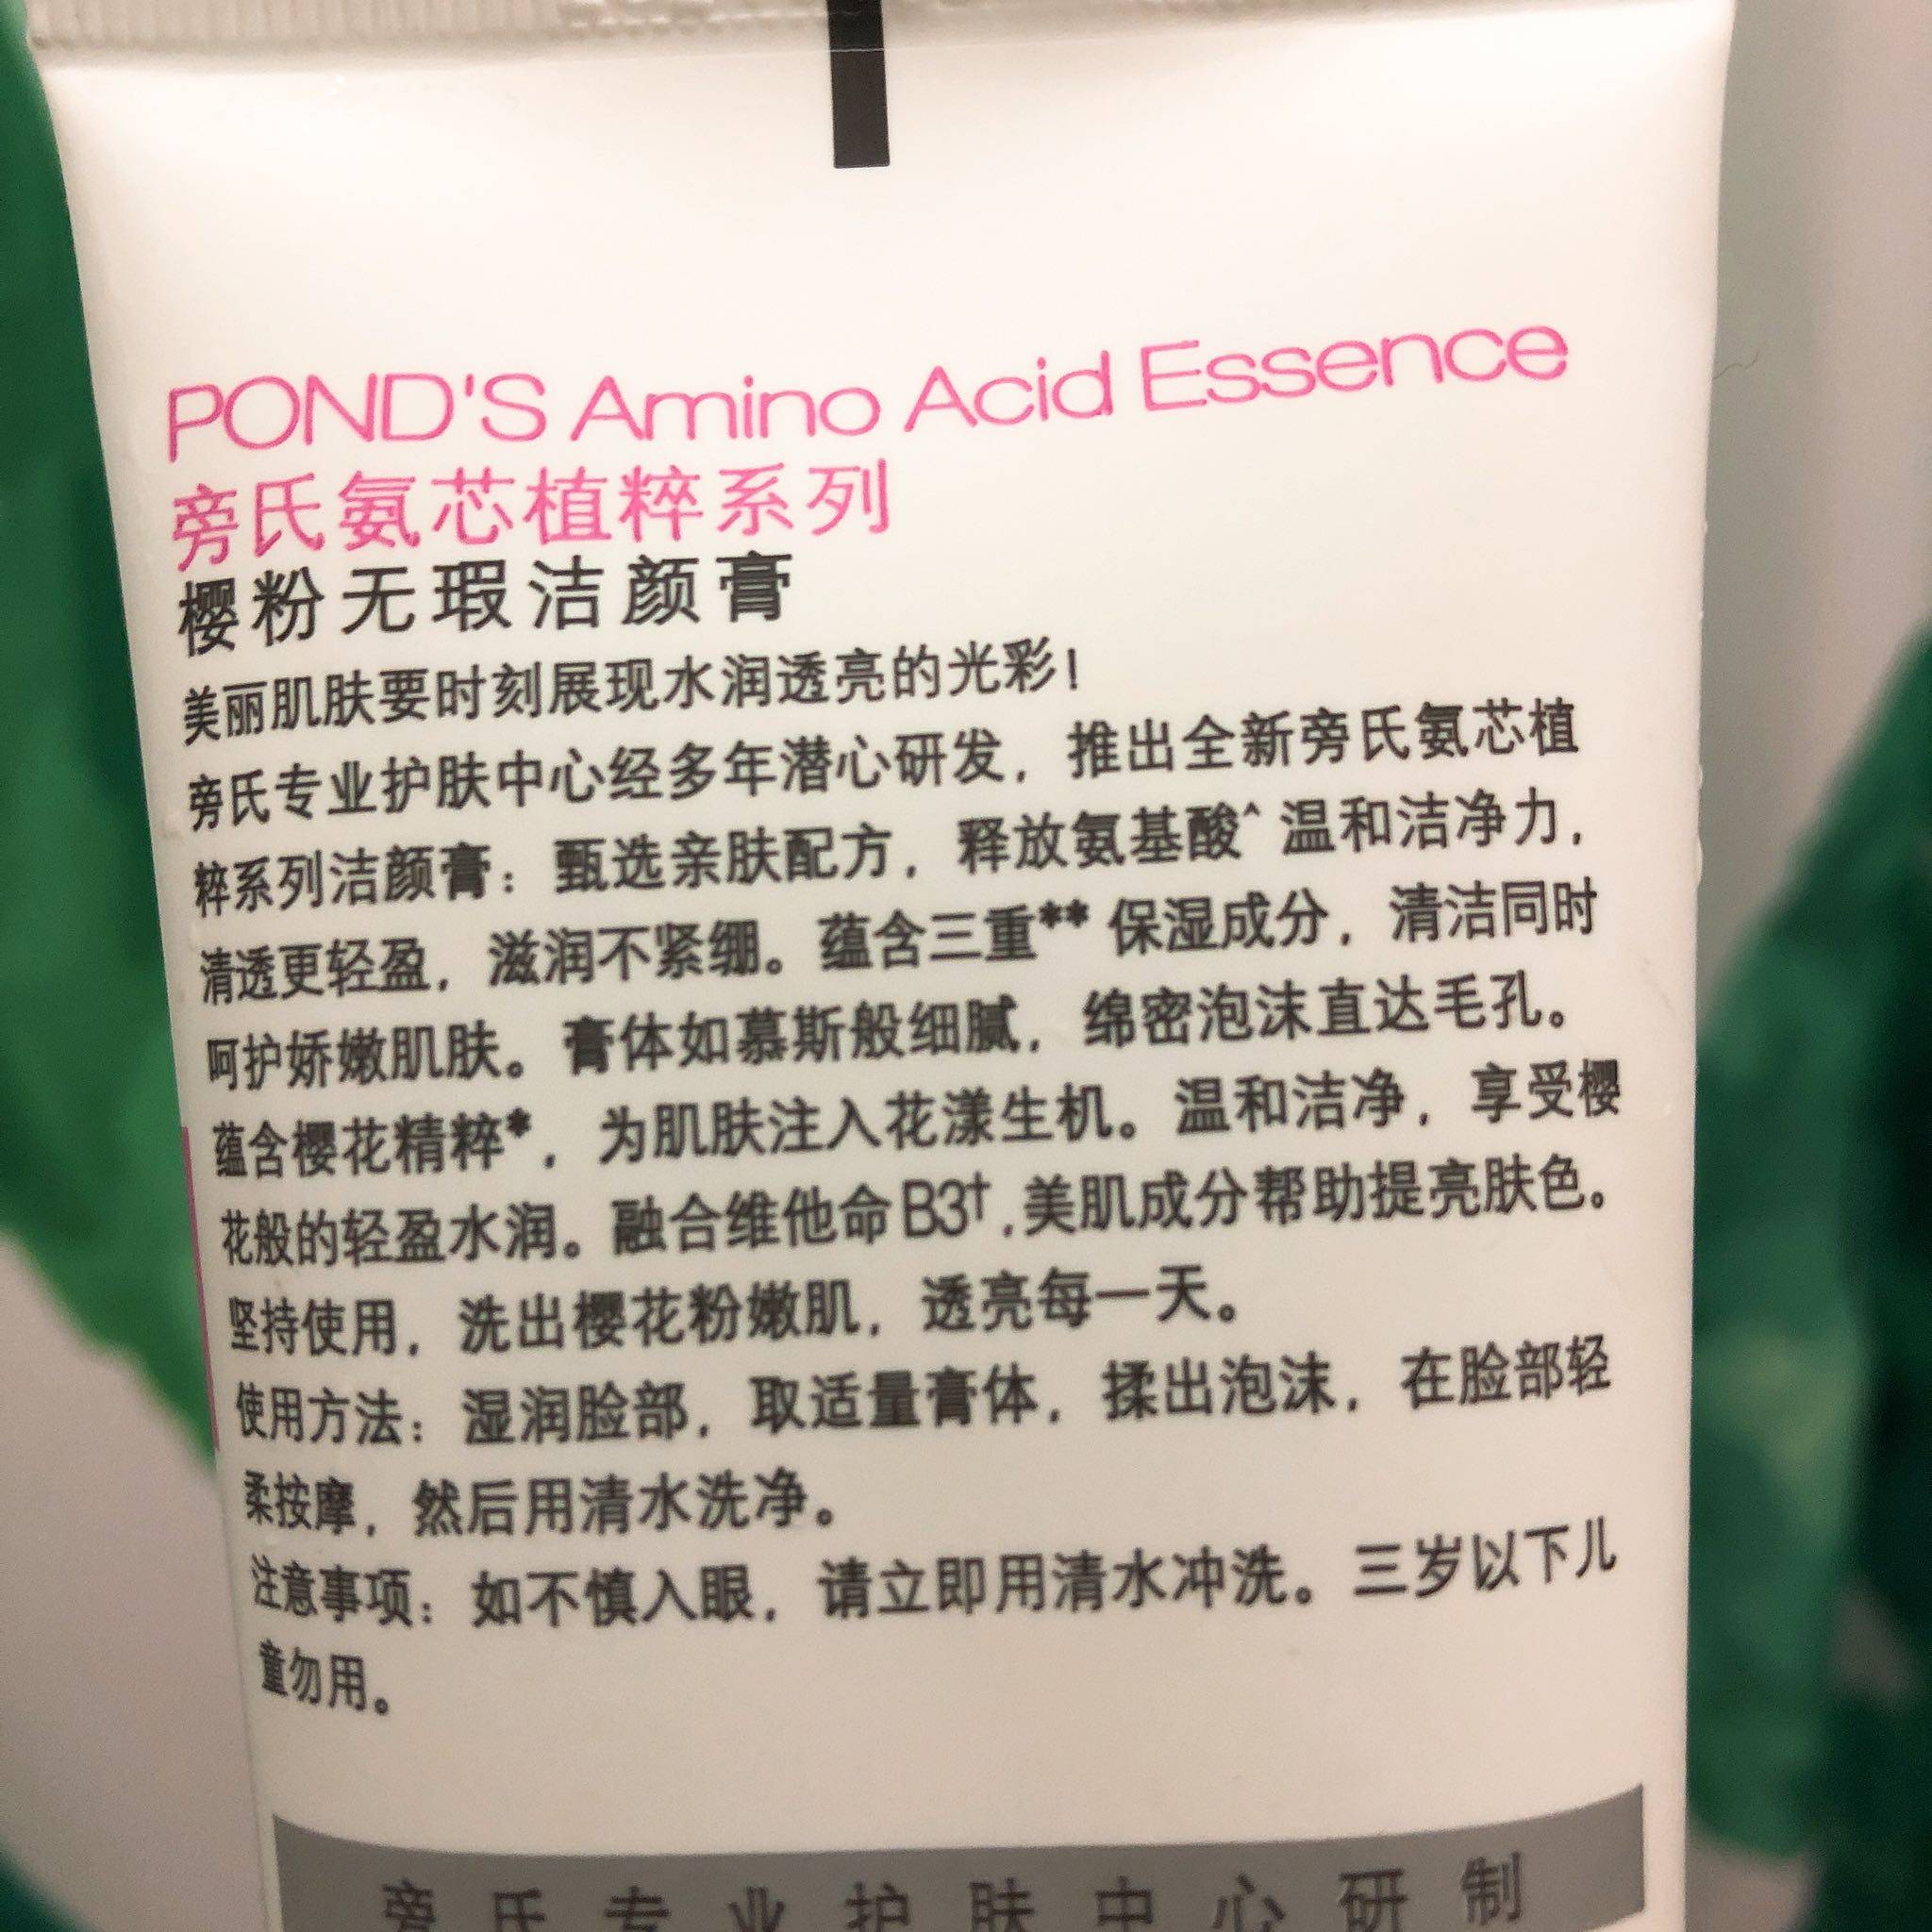 POND'S Amino Acid Essence
旁氏氨芯植粹系列
樱粉无瑕洁颜膏
美丽肌肤要时刻展现水润透亮的光彩！
旁氏专业护肤中心经多年潜心研发，推出全新旁氏氨芯植
粹系列洁颜膏：甄选亲肤配方，释放氨基酸^温和洁净力，
清透更轻盈，滋润不紧绷。蕴含三重**保湿成分，清洁同时
呵护娇嫩肌肤。膏体如慕斯般细腻，绵密泡沫直达毛孔。
蕴含樱花精粹*，为肌肤注入花漾生机。温和洁净，享受樱
花般的轻盈水润。融合维他命B3†,美肌成分帮助提亮肤色。
坚持使用，洗出樱花粉嫩肌，透亮每一天。
使用方法：湿润脸部，取适量膏体，揉出泡沫，在脸部轻
柔按摩，然后用清水洗净。
注意事项：如不慎入眼，请立即用清水冲洗。三岁以下儿
童勿用。
旁氏专业护肤中心研制